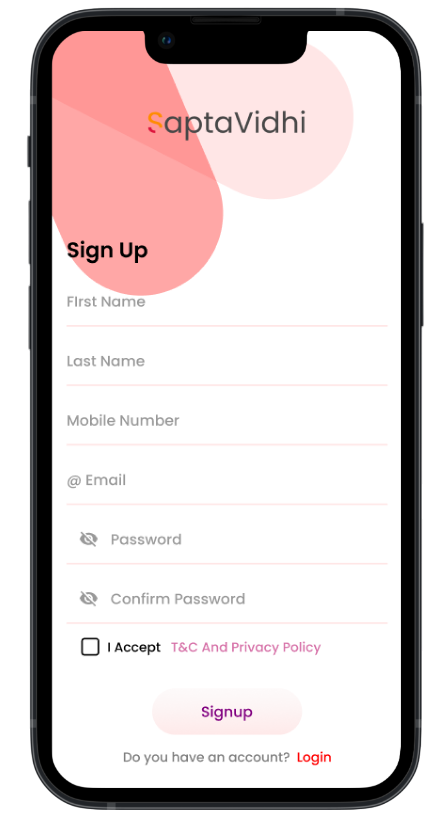 SaptaVidhi
Sign Up
FIrst Name
Last Name
Mobile Number
@ Email
Password
Confirm Password
I Accept T&C And Privacy Policy
Signup
Do you have an account? Login